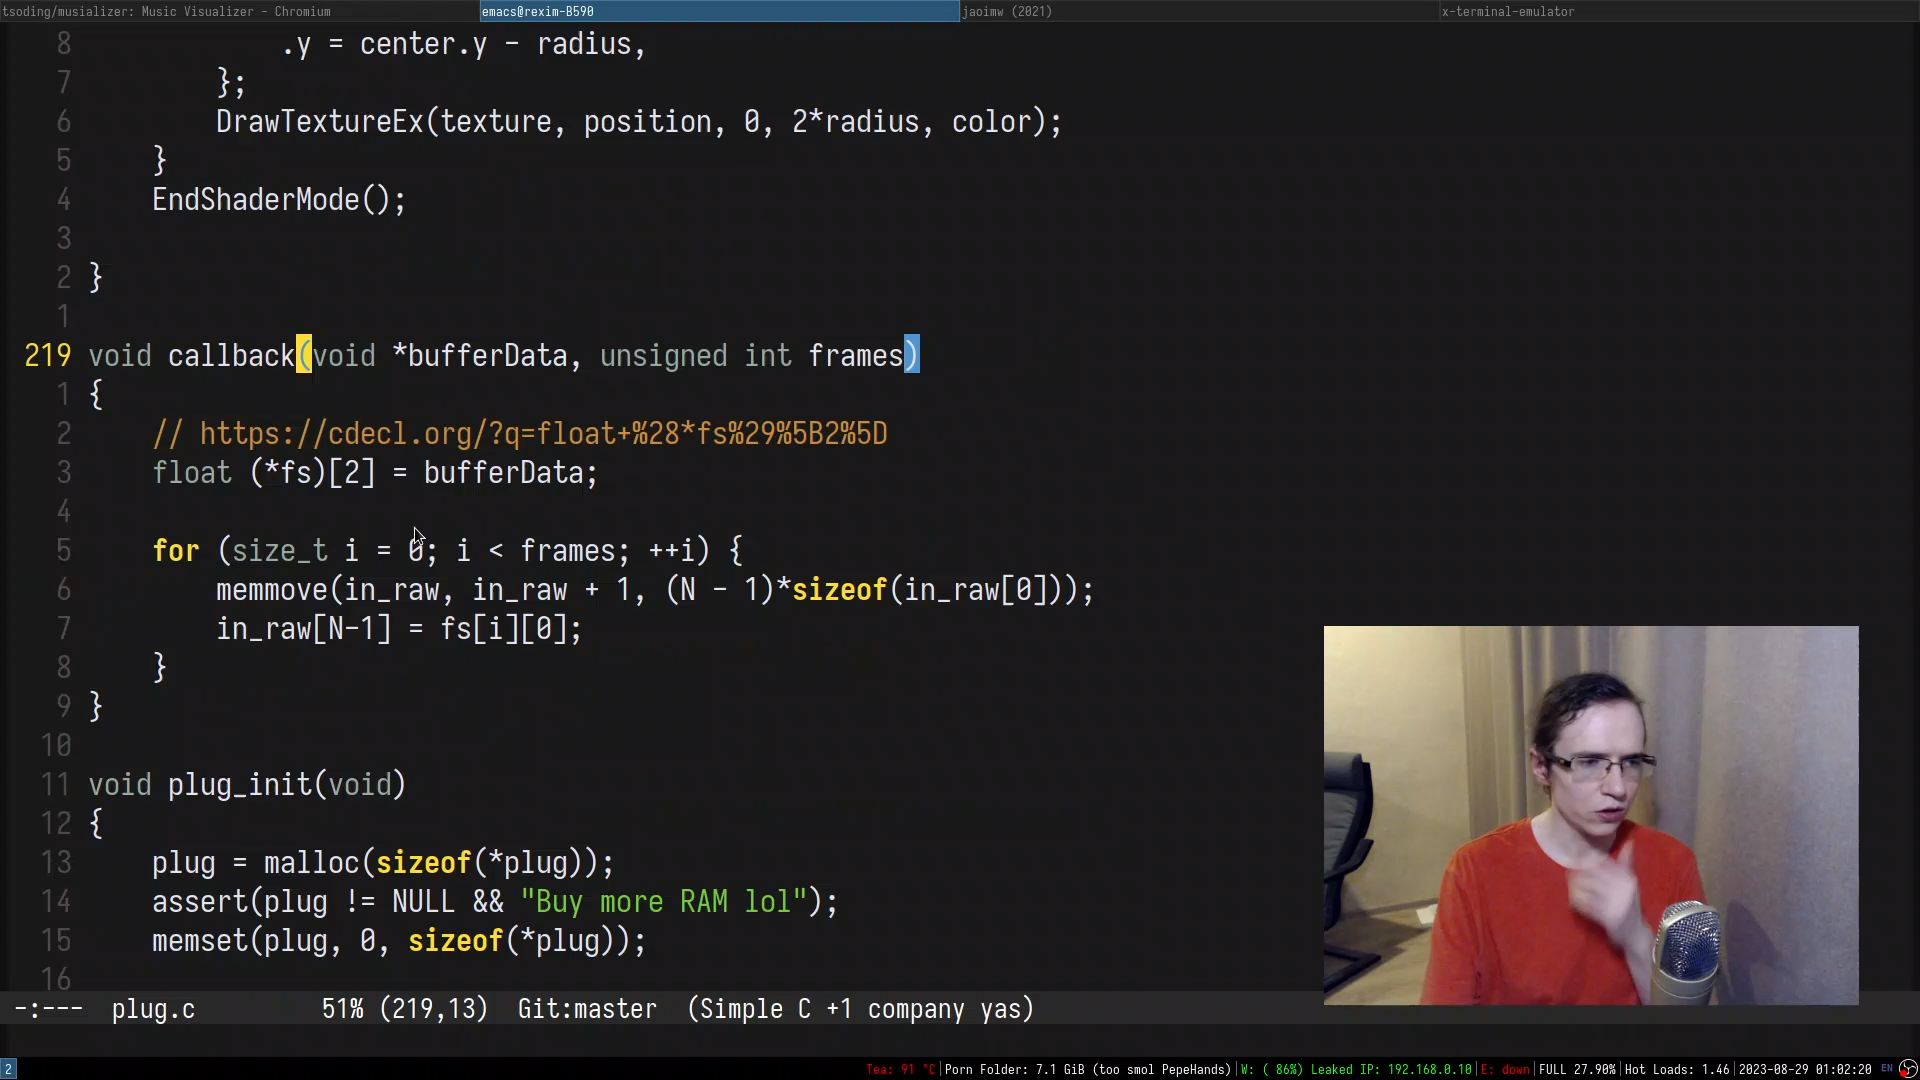 tsoding/musializer: Music Visualizer - Chromium
emacs@rexim-B590
jaoimw (2021)
x-terminal-emulator
8 .y = center.y - radius,
7 };
6 DrawTextureEx(texture, position, 0, 2*radius, color);
5 }
4 EndShaderMode();
3
2 }
1
219 void callback(void *bufferData, unsigned int frames)
1 {
2 // https://cdecl.org/?q=float+%28*fs%29%5B2%5D
3 float (*fs)[2] = bufferData;
4
5 for (size_t i = 0; i < frames; ++i) {
6 memmove(in_raw, in_raw + 1, (N - 1)*sizeof(in_raw[0]));
7 in_raw[N-1] = fs[i][0];
8 }
9 }
10
11 void plug_init(void)
12 {
13 plug = malloc(sizeof(*plug));
14 assert(plug != NULL && "Buy more RAM lol");
15 memset(plug, 0, sizeof(*plug));
16
-:--- plug.c 51% (219,13) Git:master (Simple C +1 company yas)
2 Tea: 91 °C|Porn Folder: 7.1 GiB (too smol PepeHands)|W: ( 86%) Leaked IP: 192.168.0.10|E: down|FULL 27.90%|Hot Loads: 1.46|2023-08-29 01:02:20 EN